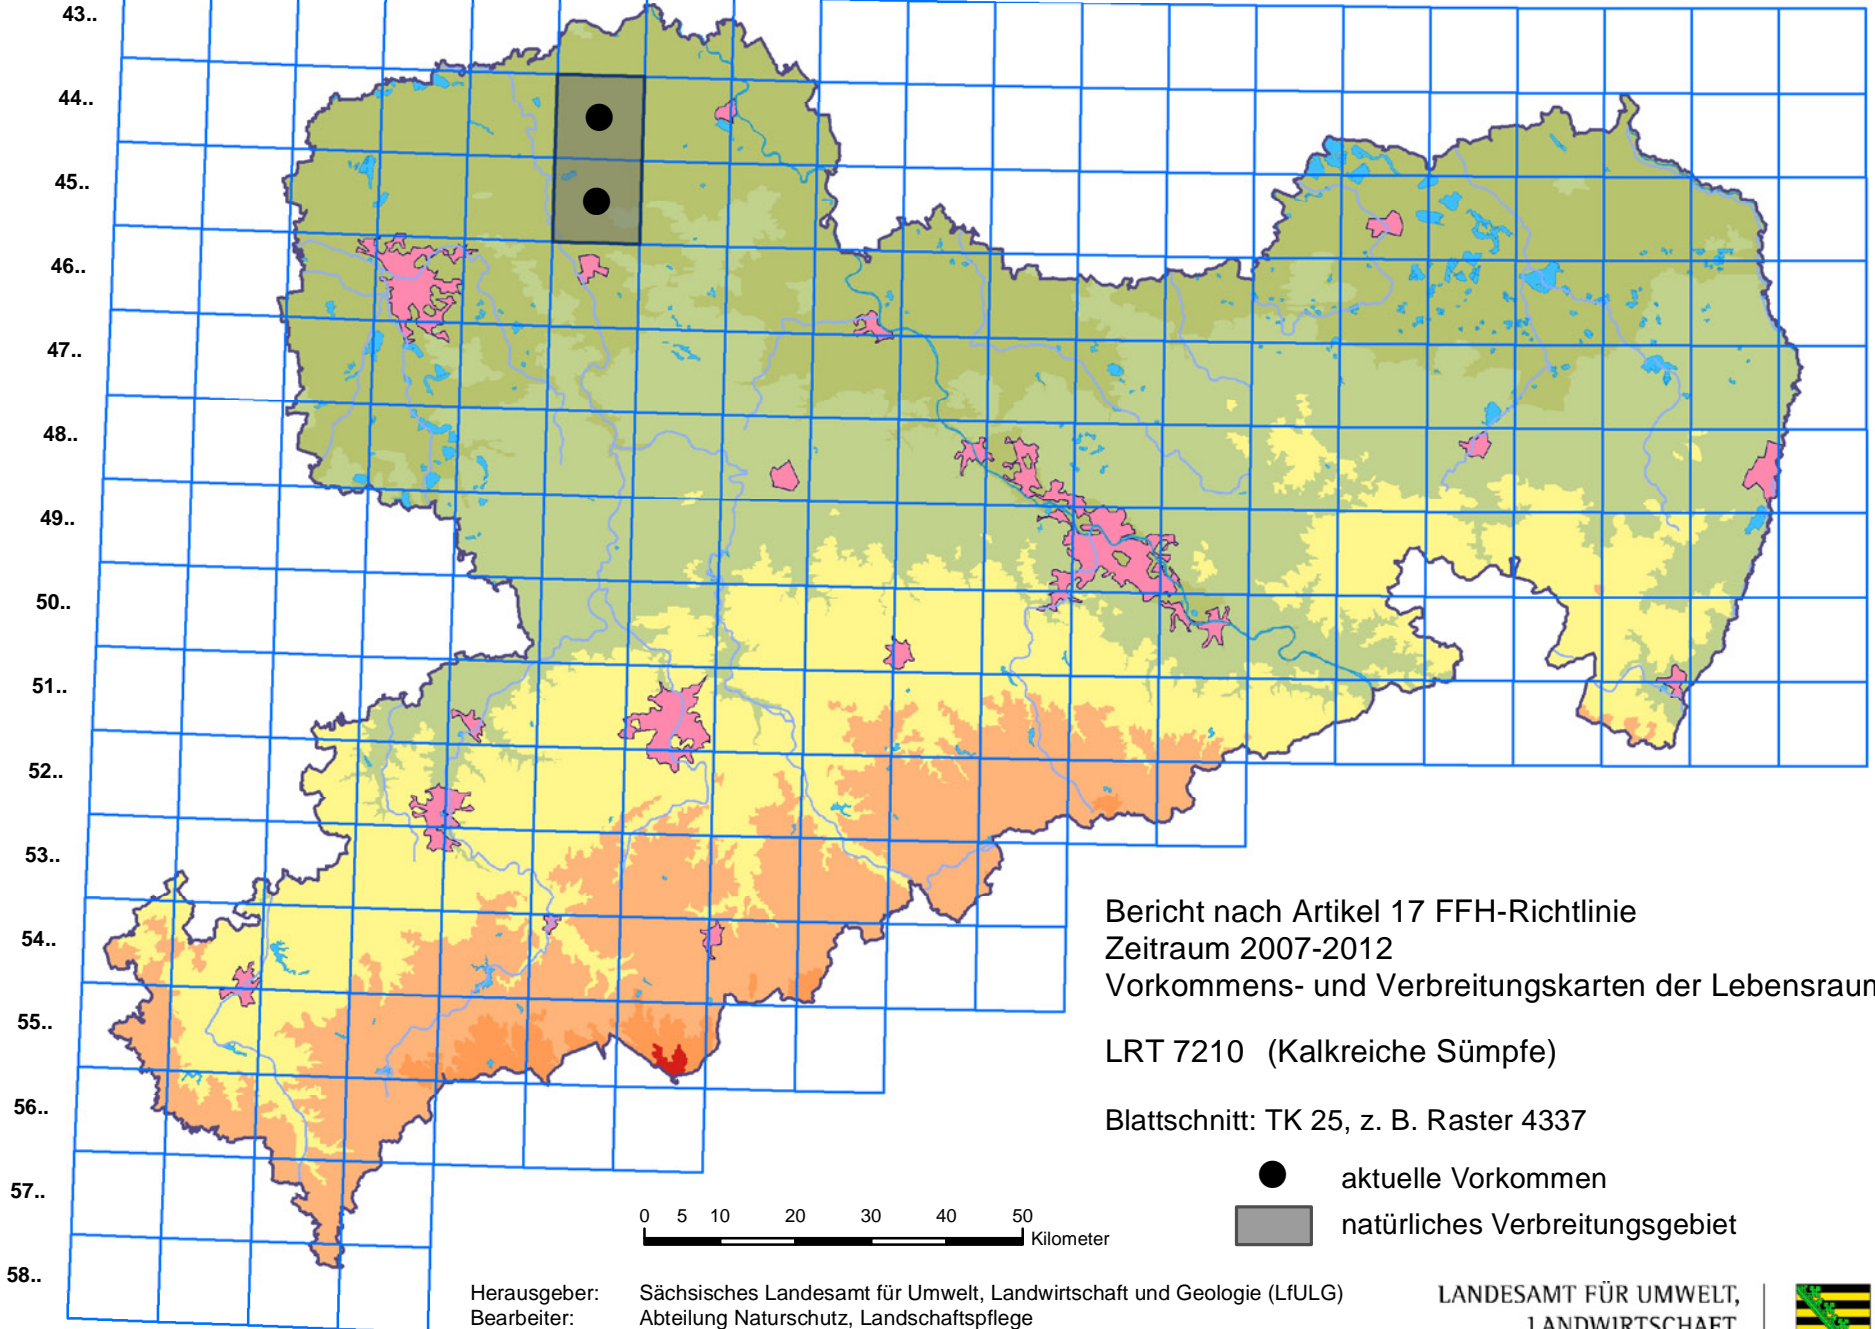 43..
44..
45..
46..
47..
48..
49..
50..
51..
52..
53..
54..
55..
56..
57..
58..
Bericht nach Artikel 17 FFH-Richtlinie
Zeitraum 2007-2012
Vorkommens- und Verbreitungskarten der Lebensraum
LRT 7210 (Kalkreiche Sümpfe)
Blattschnitt: TK 25, z. B. Raster 4337
aktuelle Vorkommen
natürliches Verbreitungsgebiet
0 5 10 20 30 40 50
Kilometer
Herausgeber: Sächsisches Landesamt für Umwelt, Landwirtschaft und Geologie (LfULG)
Bearbeiter: Abteilung Naturschutz, Landschaftspflege
LANDESAMT FÜR UMWELT,
LANDWIRTSCHAFT